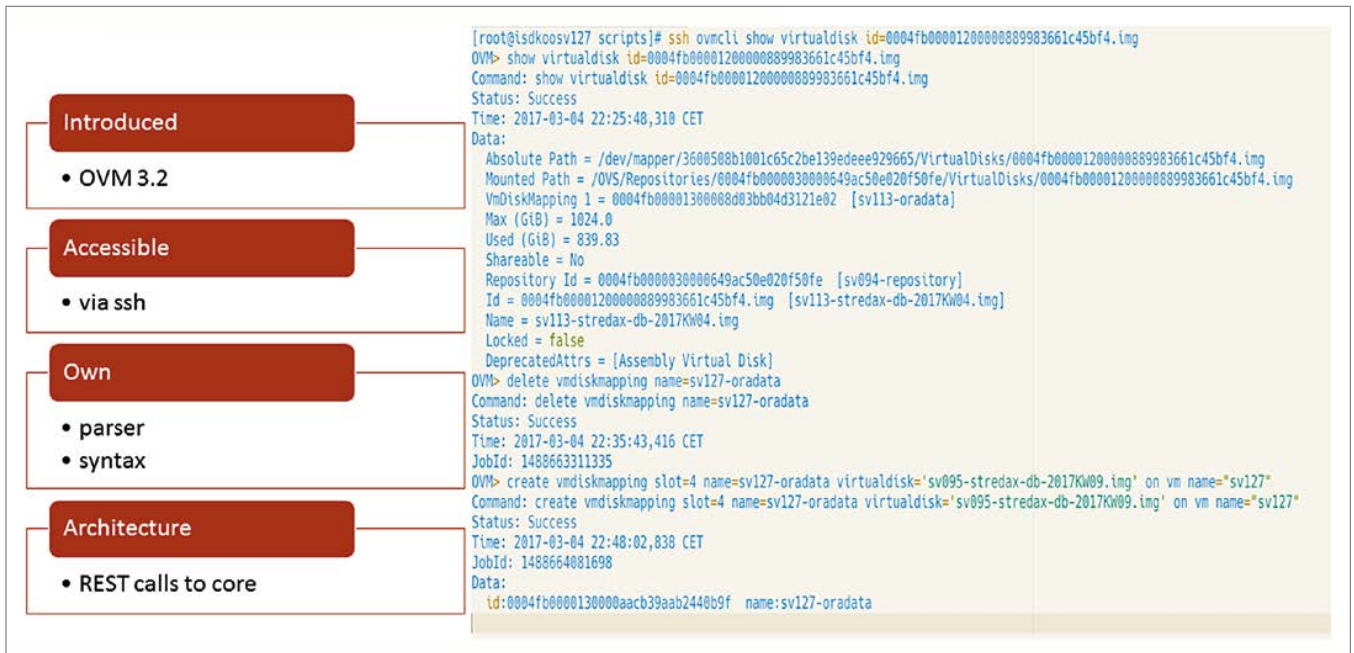 Introduced
• OVM 3.2
Accessible
• via ssh
Own
• parser
• syntax
Architecture
• REST calls to core
[root@isdkoosv127 scripts]# ssh ovmcli show virtualdisk id=0004fb00001200000889983661c45bf4.img
OVM> show virtualdisk id=0004fb00001200000889983661c45bf4.img
Command: show virtualdisk id=0004fb00001200000889983661c45bf4.img
Status: Success
Time: 2017-03-04 22:25:48,310 CET
Data:
Absolute Path = /dev/mapper/3600508b1001c65c2be139edeee929665/VirtualDisks/0004fb00001200000889983661c45bf4.img
Mounted Path = /OVS/Repositories/0004fb0000030000649ac50e020f50fe/VirtualDisks/0004fb00001200000889983661c45bf4.img
VmDiskMapping 1 = 0004fb00001300008d03bb04d3121e02 [sv113-oradata]
Max (GiB) = 1024.0
Used (GiB) = 839.83
Shareable = No
Repository Id = 0004fb0000030000649ac50e020f50fe [sv094-repository]
Id = 0004fb00001200000889983661c45bf4.img [sv113-stredax-db-2017KW04.img]
Name = sv113-stredax-db-2017KW04.img
Locked = false
DeprecatedAttrs = [Assembly Virtual Disk]
OVM> delete vmdiskmapping name=sv127-oradata
Command: delete vmdiskmapping name=sv127-oradata
Status: Success
Time: 2017-03-04 22:35:43,416 CET
JobId: 1488663311335
OVM> create vmdiskmapping slot=4 name=sv127-oradata virtualdisk='sv095-stredax-db-2017KW09.img' on vm name="sv127"
Command: create vmdiskmapping slot=4 name=sv127-oradata virtualdisk='sv095-stredax-db-2017KW09.img' on vm name="sv127"
Status: Success
Time: 2017-03-04 22:48:02,838 CET
JobId: 1488664081698
Data:
id:0004fb0000130000aacb39aab2440b9f name:sv127-oradata